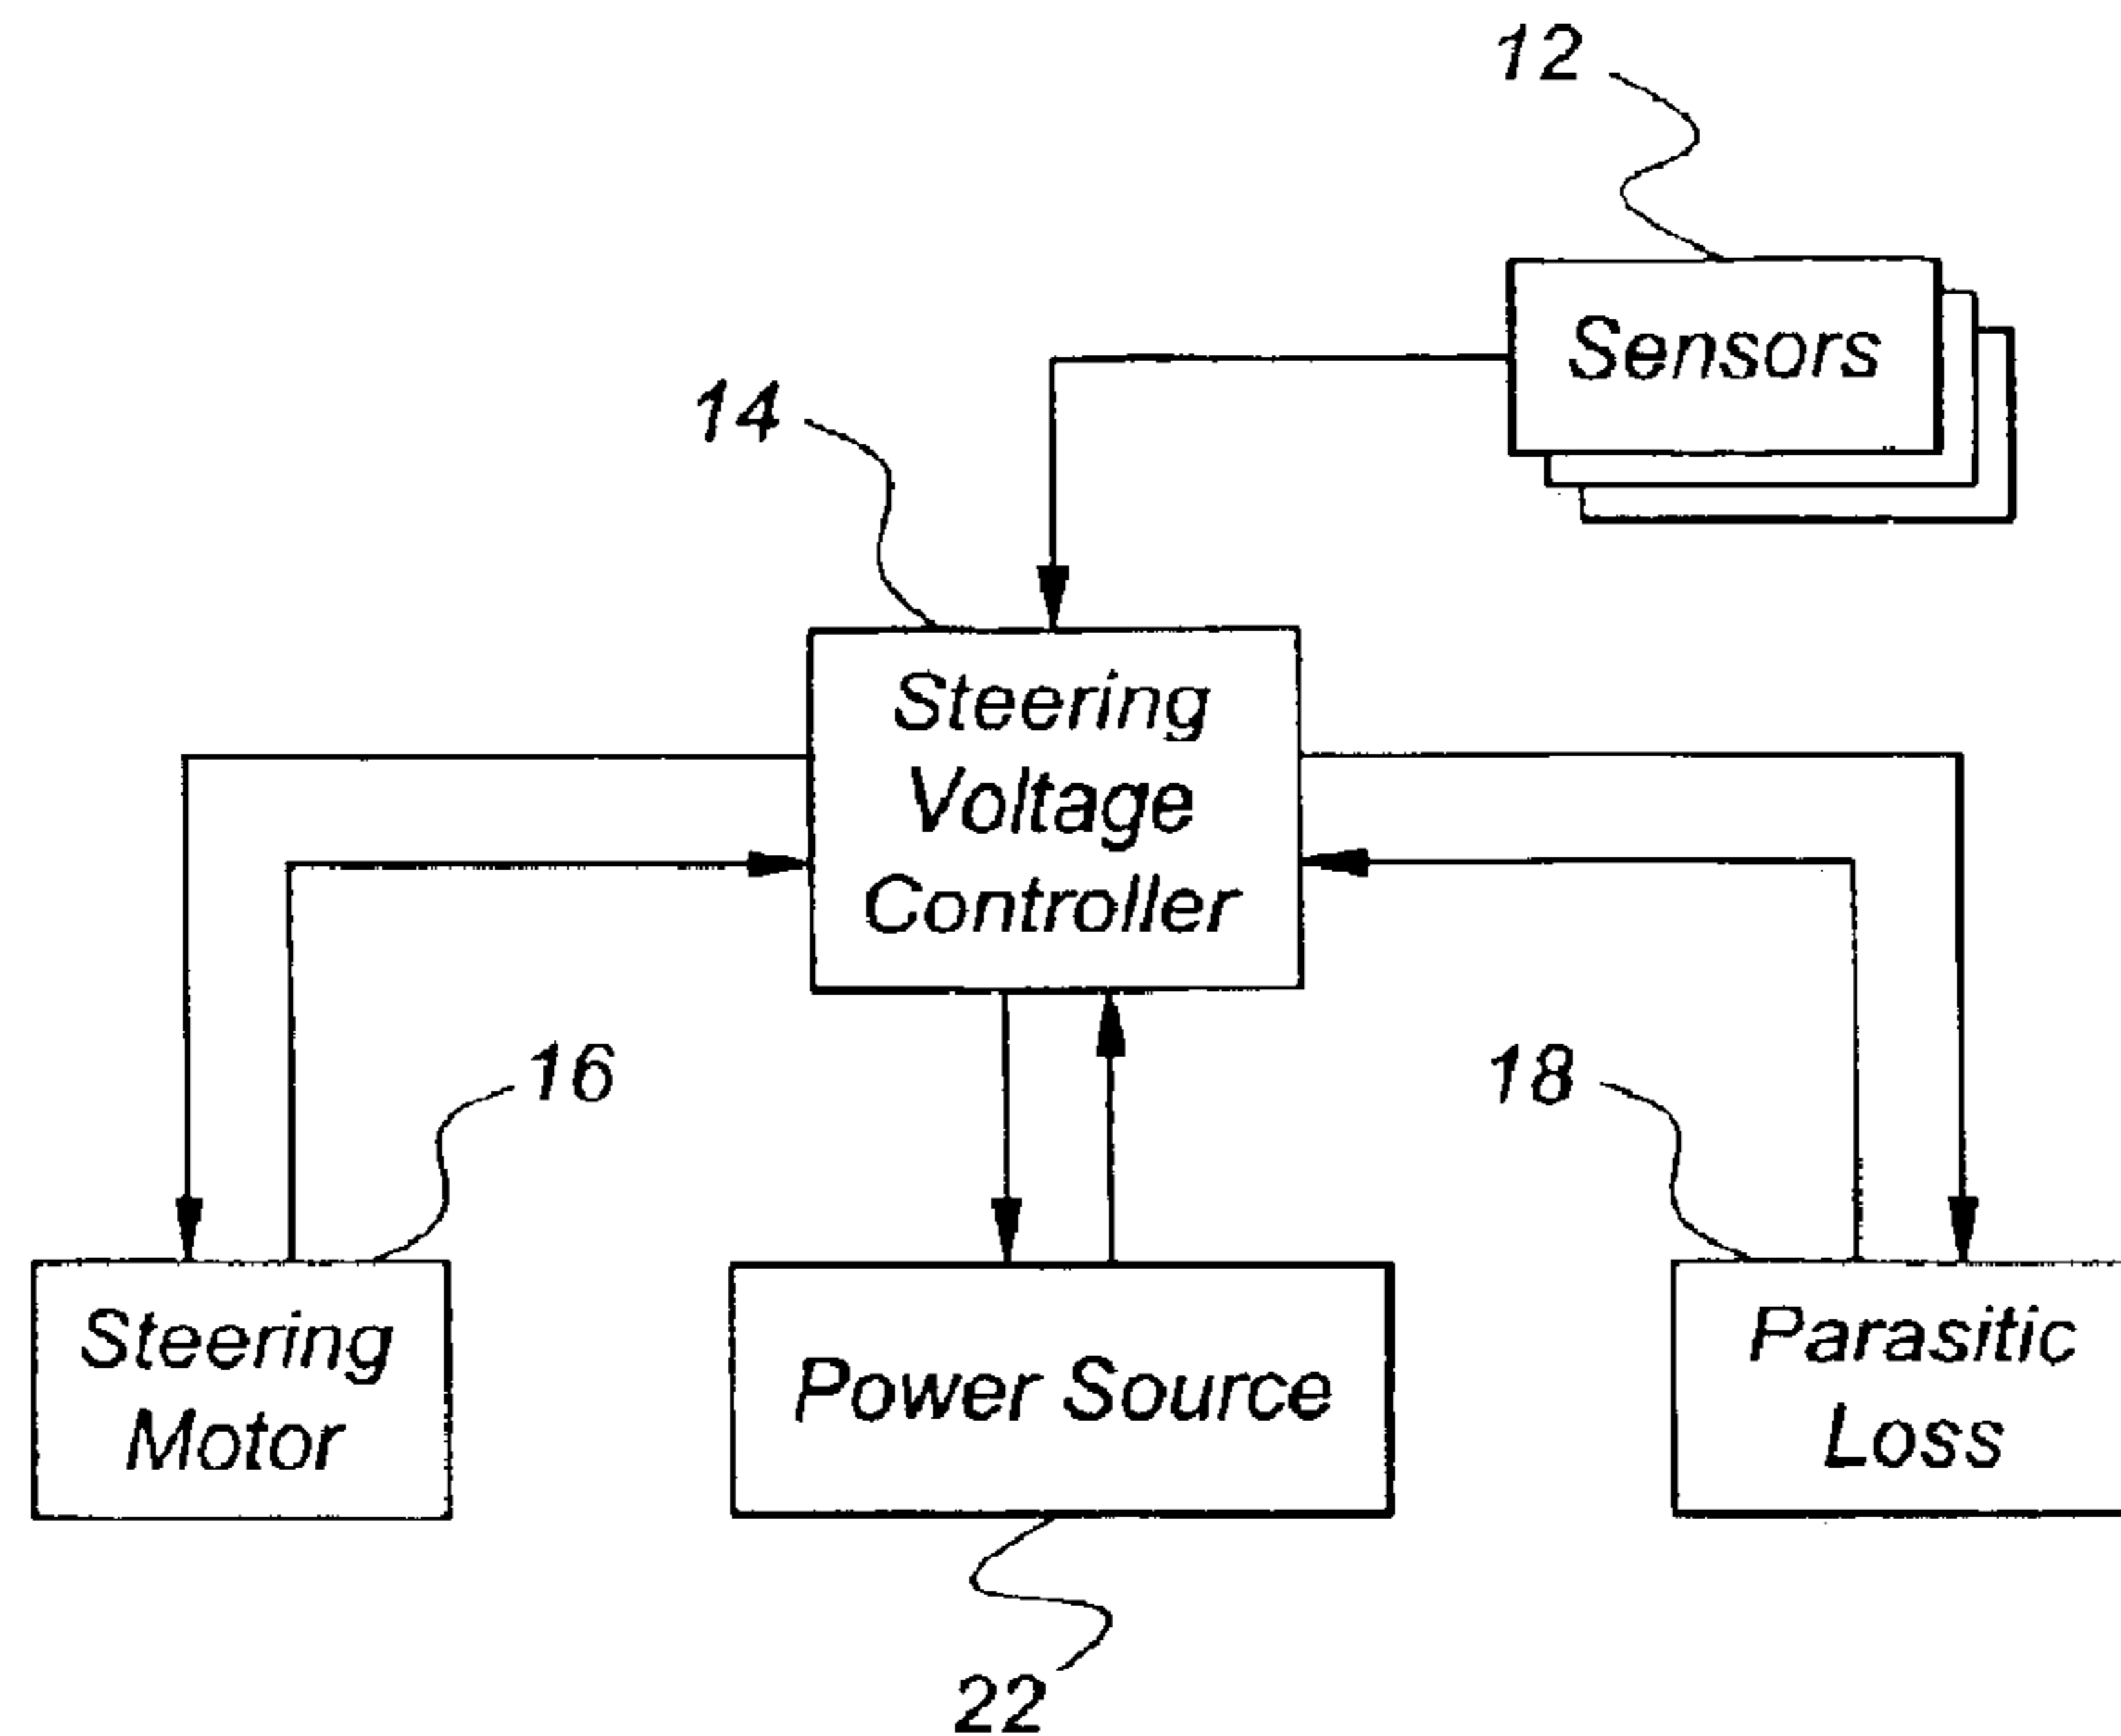 12
Sensors
14
Steering
Voltage
Controller
16
18
Steering
Motor
Power Source
Parasitic
Loss
22